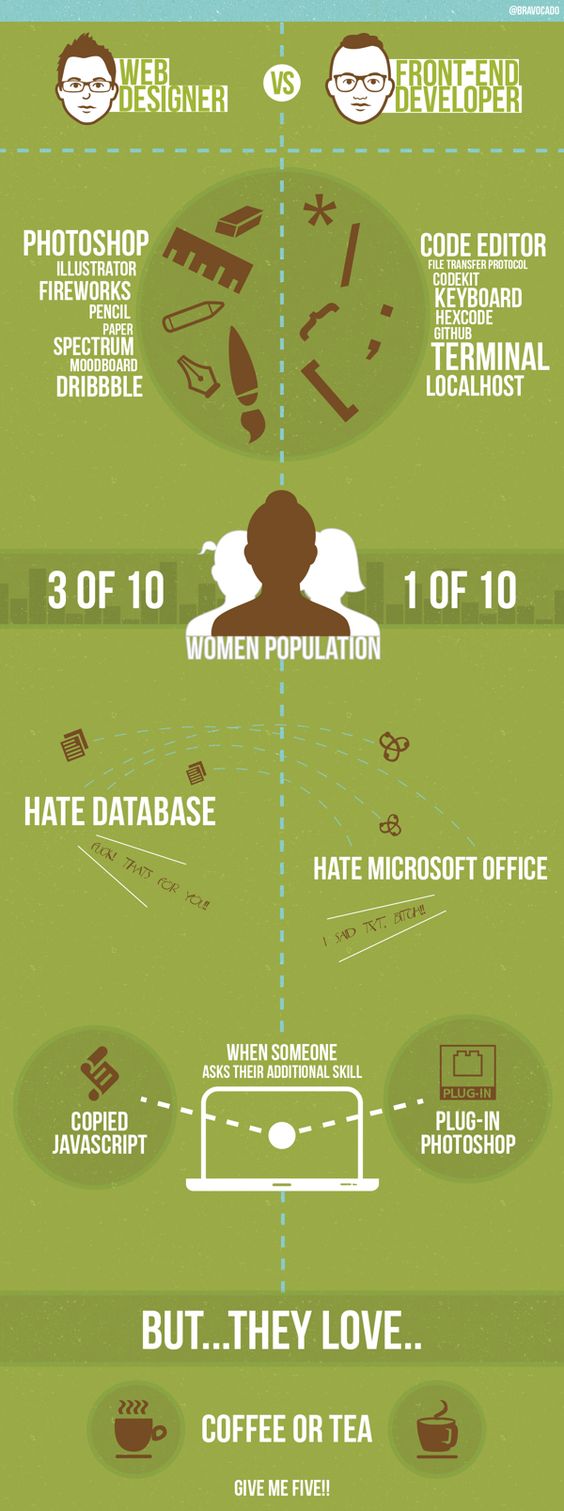 @BRAVOCADO
WEB
DESIGNER
VS
FRONT-END
DEVELOPER
PHOTOSHOP
ILLUSTRATOR
FIREWORKS
PENCIL
PAPER
SPECTRUM
MOODBOARD
DRIBBBLE
* / { } ; [
CODE EDITOR
FILE TRANSFER PROTOCOL
CODEKIT
KEYBOARD
HEXCODE
GITHUB
TERMINAL
LOCALHOST
3 OF 10
1 OF 10
WOMEN POPULATION
HATE DATABASE
FUCK! THATS FOR YOU!!
HATE MICROSOFT OFFICE
I SAID TXT, BITCH!!
WHEN SOMEONE
ASKS THEIR ADDITIONAL SKILL
COPIED
JAVASCRIPT
PLUG-IN
PLUG-IN
PHOTOSHOP
BUT...THEY LOVE..
COFFEE OR TEA
GIVE ME FIVE!!